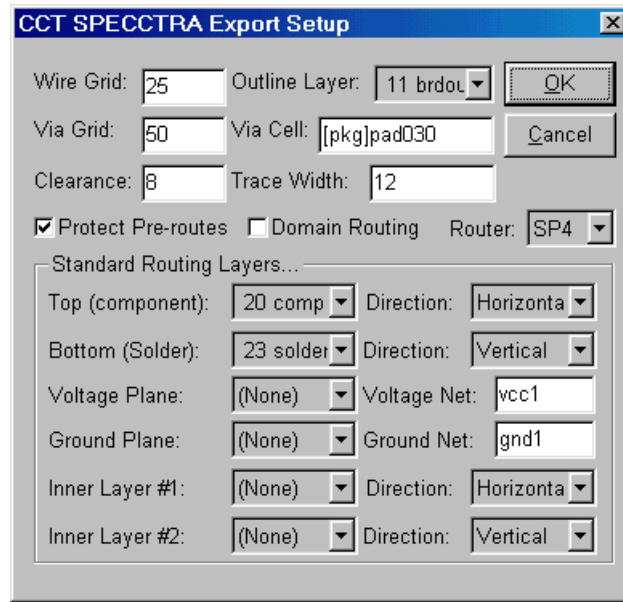 CCT SPECCTRA Export Setup
Wire Grid: 25 Outline Layer: 11 brdou OK
Via Grid: 50 Via Cell: [pkg]pad030 Cancel
Clearance: 8 Trace Width: 12
Protect Pre-routes Domain Routing Router: SP4
Standard Routing Layers...
Top (component): 20 comp Direction: Horizonta
Bottom (Solder): 23 solder Direction: Vertical
Voltage Plane: (None) Voltage Net: vcc1
Ground Plane: (None) Ground Net: gnd1
Inner Layer #1: (None) Direction: Horizonta
Inner Layer #2: (None) Direction: Vertical